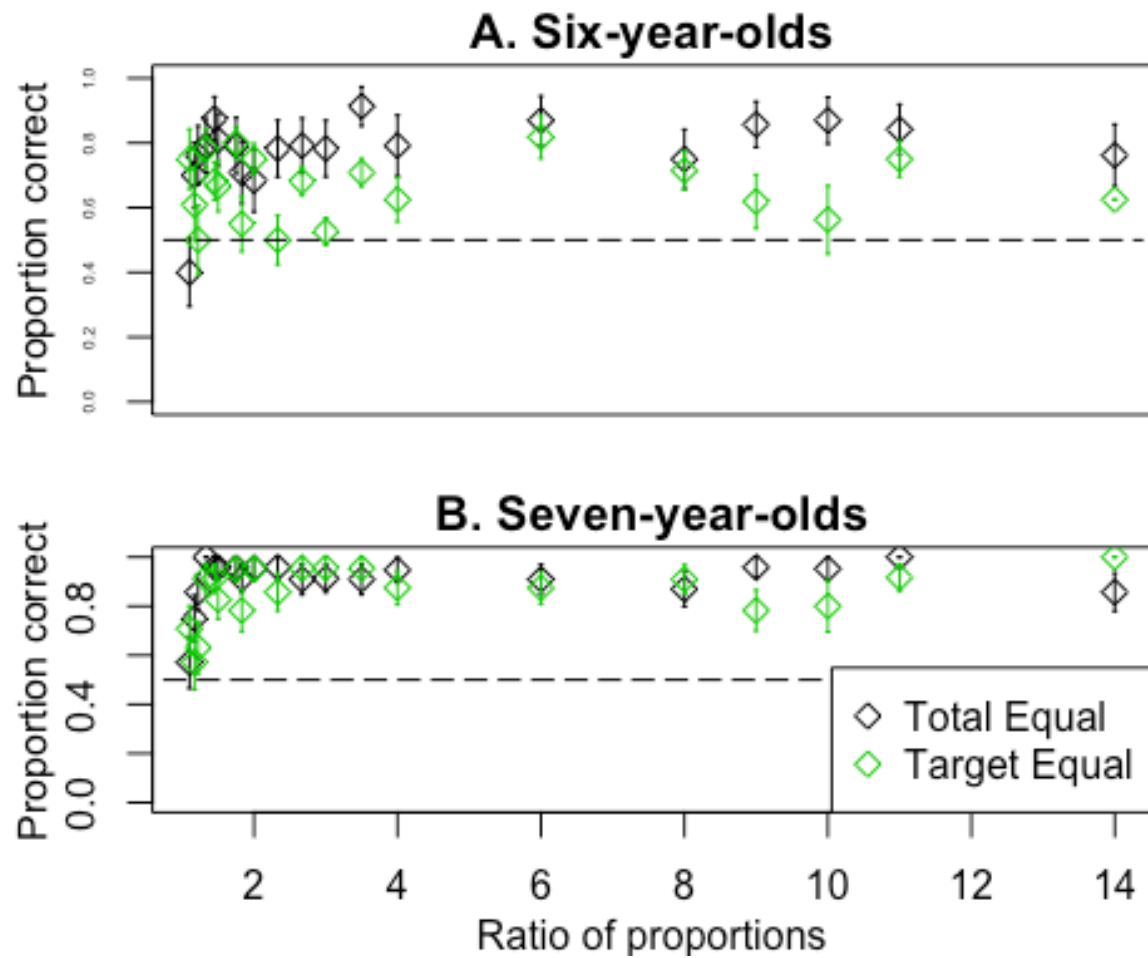 A. Six-year-olds
Proportion correct
1.0
0.8
0.6
0.4
0.2
0.0
B. Seven-year-olds
Proportion correct
0.8
0.4
0.0
Total Equal
Target Equal
2 4 6 8 10 12 14
Ratio of proportions